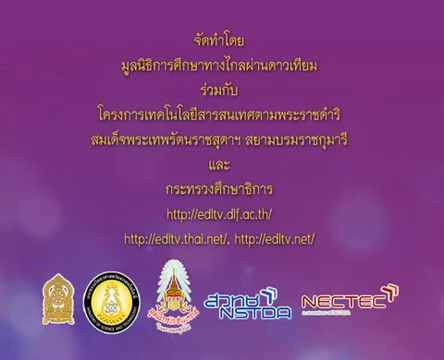 จัดทำโดย
มูลนิธิการศึกษาทางไกลผ่านดาวเทียม
ร่วมกับ
โครงการเทคโนโลยีสารสนเทศตามพระราชดำริ
สมเด็จพระเทพรัตนราชสุดาฯ สยามบรมราชกุมารี
และ
กระทรวงศึกษาธิการ
http://edltv.dlf.ac.th/
http://edltv.thai.net/, http://edltv.net/
สวทช
NSTDA
NECTEC
a member of NSTDA